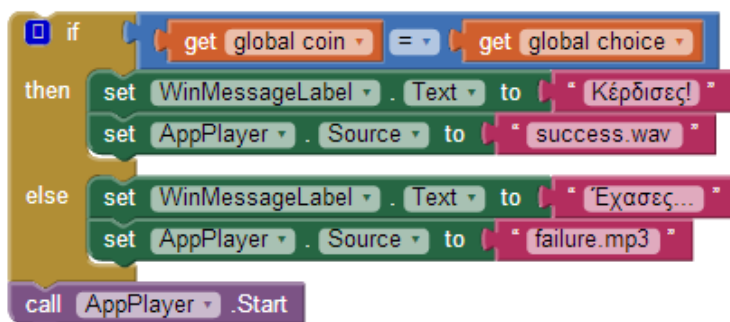 if get global coin = get global choice
then set WinMessageLabel . Text to " Κέρδισες! "
set AppPlayer . Source to " success.wav "
else set WinMessageLabel . Text to " Έχασες... "
set AppPlayer . Source to " failure.mp3 "
call AppPlayer .Start